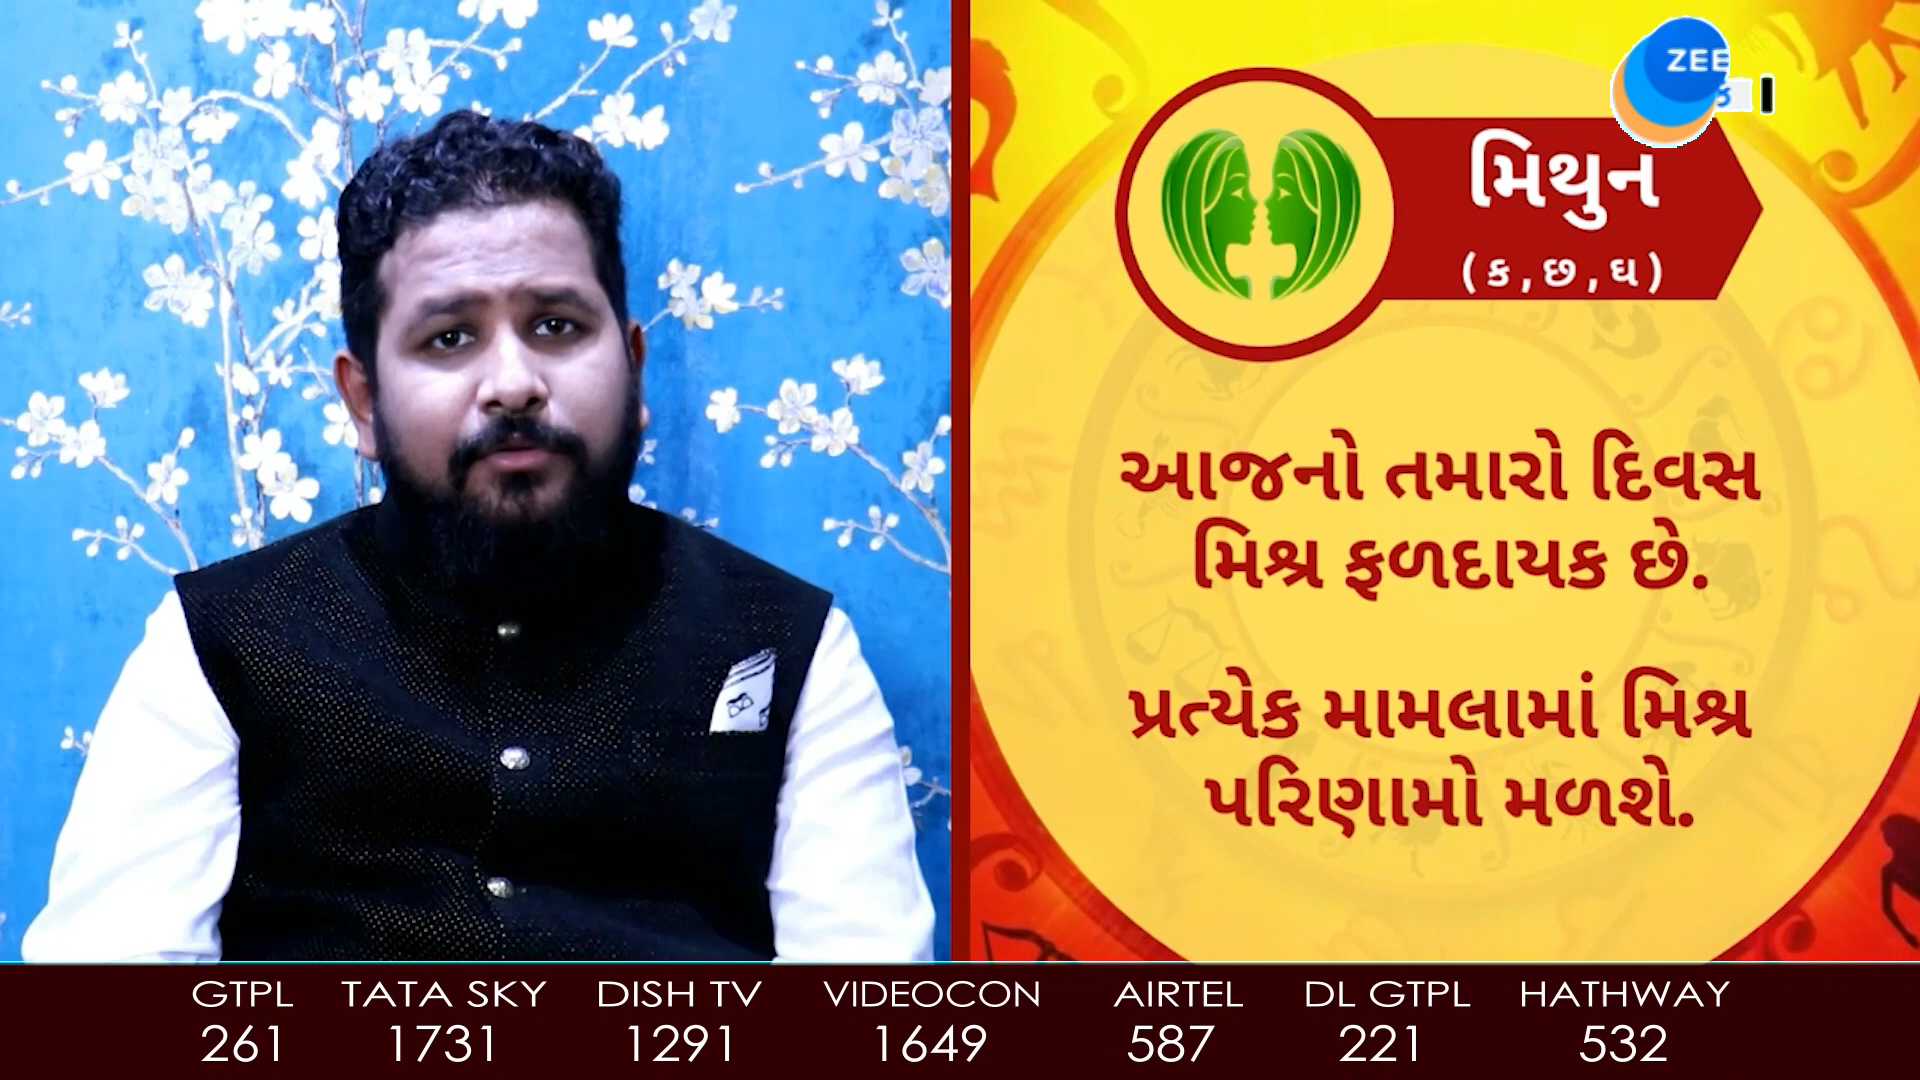 ZEE
મિથુન
(ક,છ,ઘ)
આજનો તમારો દિવસ
મિશ્ર ફળદાયક છે.
પ્રત્યેક મામલામાં મિશ્ર
પરિણામો મળશે.
GTPL TATA SKY DISH TV VIDEOCON AIRTEL DL GTPL HATHWAY
261 1731 1291 1649 587 221 532